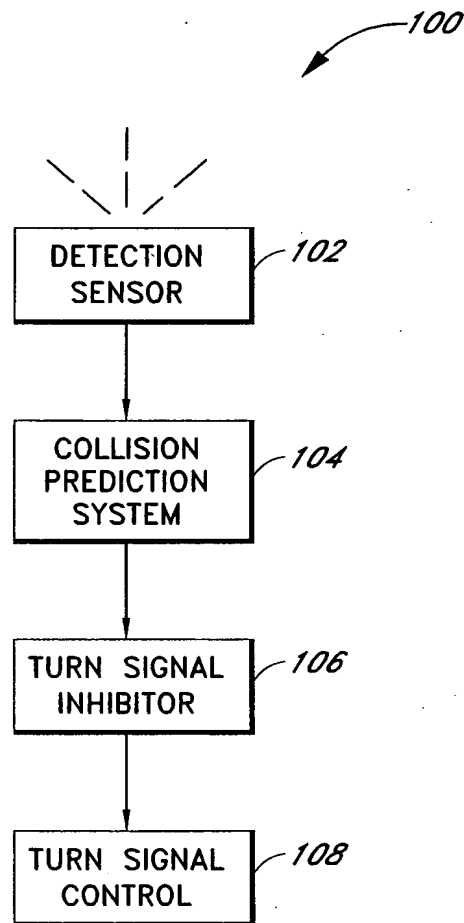 100
DETECTION
SENSOR
102
COLLISION
PREDICTION
SYSTEM
104
TURN SIGNAL
INHIBITOR
106
TURN SIGNAL
CONTROL
108